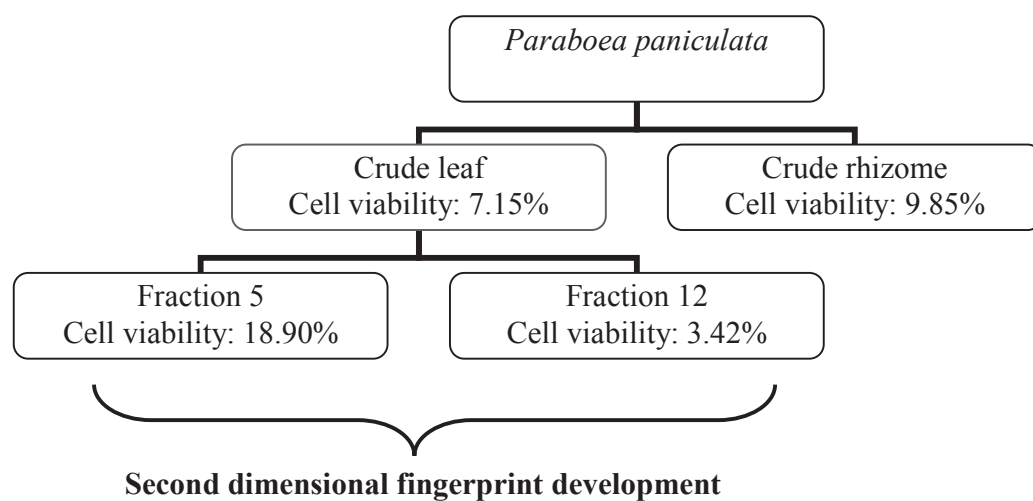 Paraboea paniculata
Crude leaf
Cell viability: 7.15%
Crude rhizome
Cell viability: 9.85%
Fraction 5
Cell viability: 18.90%
Fraction 12
Cell viability: 3.42%
Second dimensional fingerprint development